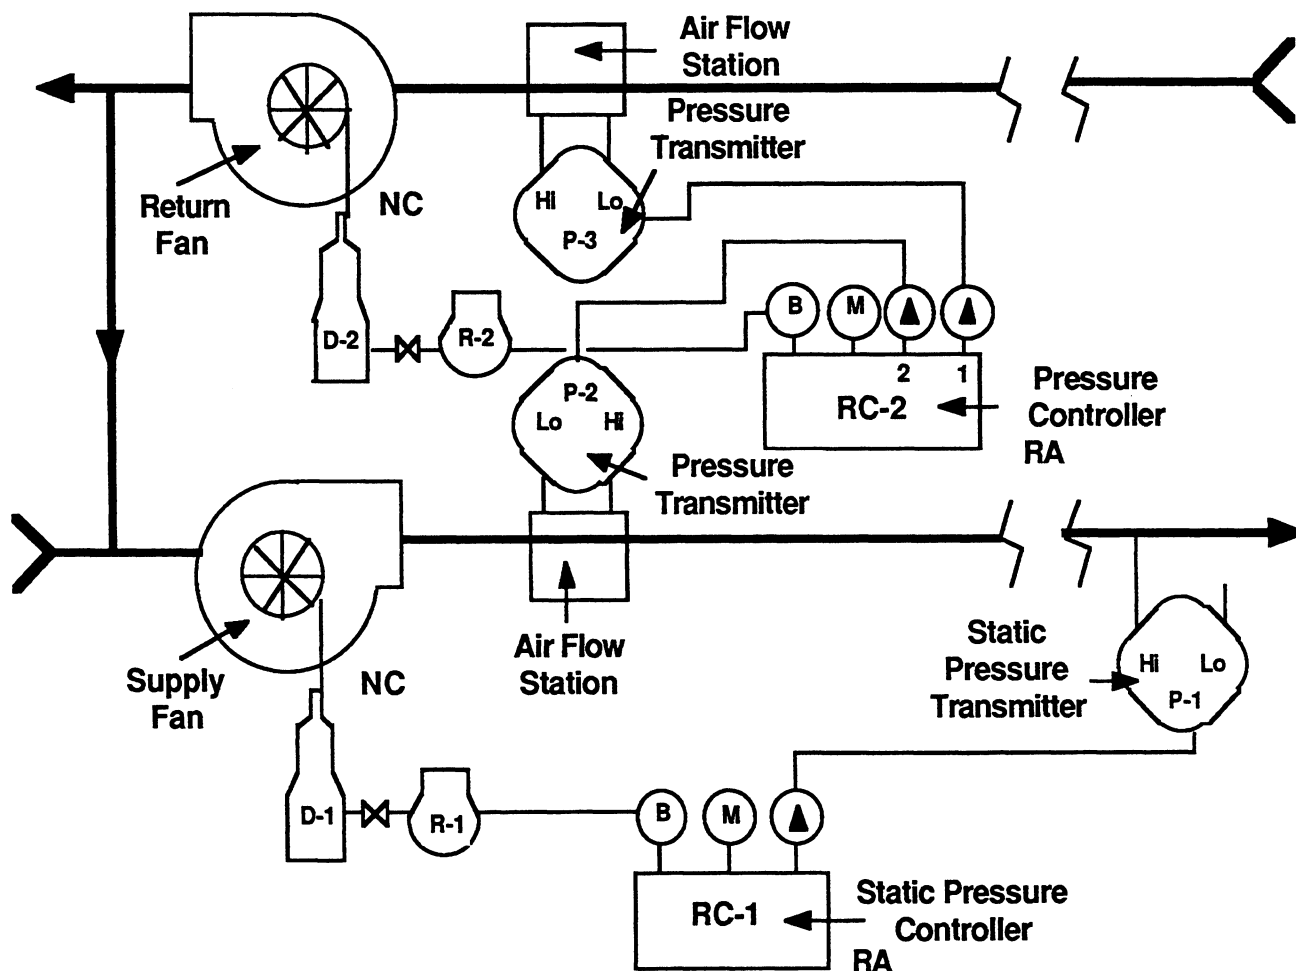 Air Flow
Station
Pressure
Transmitter
Return
Fan
NC
Hi
Lo
P-3
B
M
D-2
R-2
2
1
RC-2
Pressure
Controller
RA
P-2
Lo
Hi
Pressure
Transmitter
Supply
Fan
NC
Air Flow
Station
Static
Pressure
Transmitter
Hi
Lo
P-1
D-1
R-1
B
M
RC-1
Static Pressure
Controller
RA